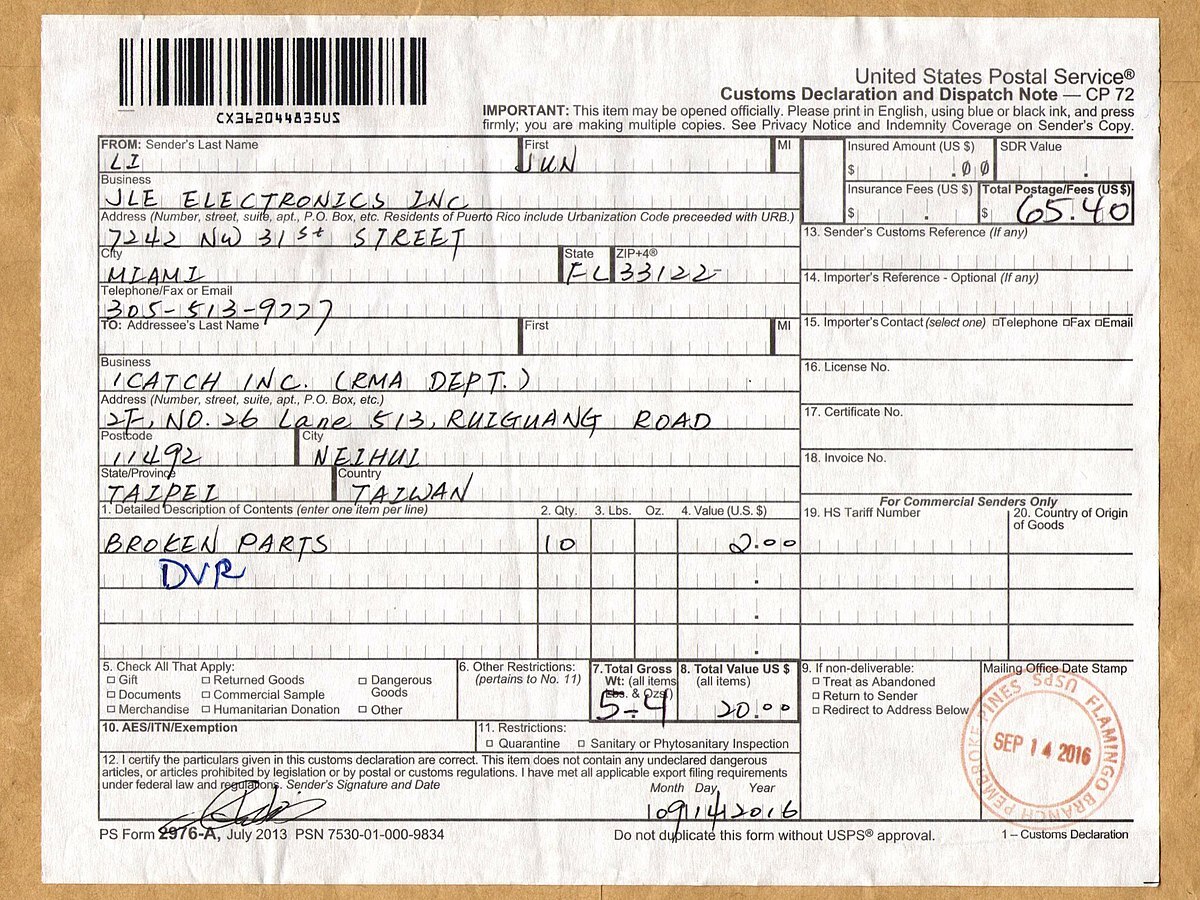 CX362044835US
United States Postal Service®
Customs Declaration and Dispatch Note — CP 72
IMPORTANT: This item may be opened officially. Please print in English, using blue or black ink, and press
firmly; you are making multiple copies. See Privacy Notice and Indemnity Coverage on Sender's Copy.
FROM: Sender's Last Name First MI
LI JUN
Business
JLE ELECTRONICS INC
Address (Number, street, suite, apt., P.O. Box, etc. Residents of Puerto Rico include Urbanization Code preceeded with URB.)
7242 NW 31st STREET
City State ZIP+4®
MIAMI FL 33122-
Telephone/Fax or Email
305-513-9777
TO: Addressee's Last Name First MI
Business
ICATCH INC. (RMA DEPT.)
Address (Number, street, suite, apt., P.O. Box, etc.)
2F, NO. 26 Lane 513, RUIGUANG ROAD
Postcode City
11492 NEIHUI
State/Province Country
TAIPEI TAIWAN
Insured Amount (US $) SDR Value
$ .00 .
Insurance Fees (US $) Total Postage/Fees (US $)
$ . $ 65.40
13. Sender's Customs Reference (If any)
14. Importer's Reference - Optional (If any)
15. Importer's Contact (select one) □Telephone □Fax □Email
16. License No.
17. Certificate No.
18. Invoice No.
1. Detailed Description of Contents (enter one item per line) 2. Qty. 3. Lbs. Oz. 4. Value (U.S. $)
BROKEN PARTS 10 2.00
DVR
For Commercial Senders Only
19. HS Tariff Number 20. Country of Origin
of Goods
5. Check All That Apply:
□ Gift □ Returned Goods □ Dangerous
Goods
□ Documents □ Commercial Sample
□ Merchandise □ Humanitarian Donation □ Other
6. Other Restrictions:
(pertains to No. 11)
7. Total Gross
Wt: (all items
Lbs. & Ozs.)
5-4
8. Total Value US $
(all items)
20.00
9. If non-deliverable:
□ Treat as Abandoned
□ Return to Sender
□ Redirect to Address Below
Mailing Office Date Stamp
PEMBROKE PINES USPS FLAMINGO BRANCH
SEP 14 2016
10. AES/ITN/Exemption
11. Restrictions:
□ Quarantine □ Sanitary or Phytosanitary Inspection
12. I certify the particulars given in this customs declaration are correct. This item does not contain any undeclared dangerous
articles, or articles prohibited by legislation or by postal or customs regulations. I have met all applicable export filing requirements
under federal law and regulations. Sender's Signature and Date
Month Day Year
09 14 2016
PS Form 2976-A, July 2013 PSN 7530-01-000-9834
Do not duplicate this form without USPS® approval.
1 – Customs Declaration